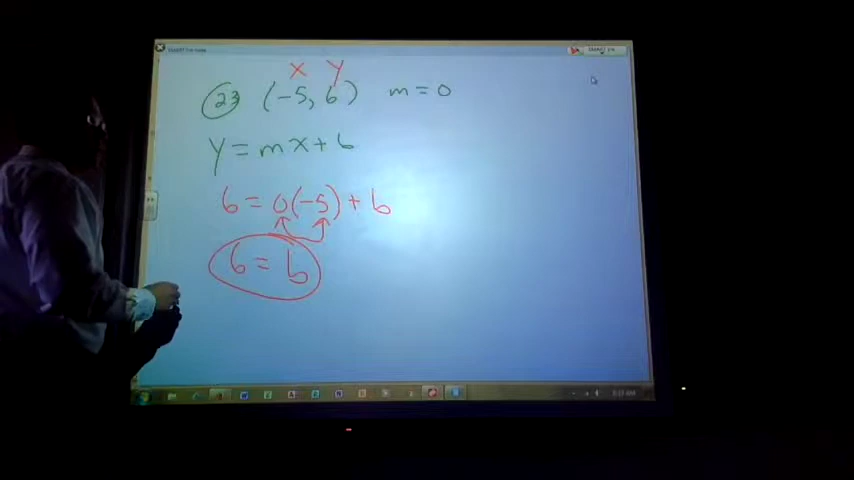 X Y
23 (-5, 6) m = 0
y = mx + b
6 = 0(-5) + b
6 = b